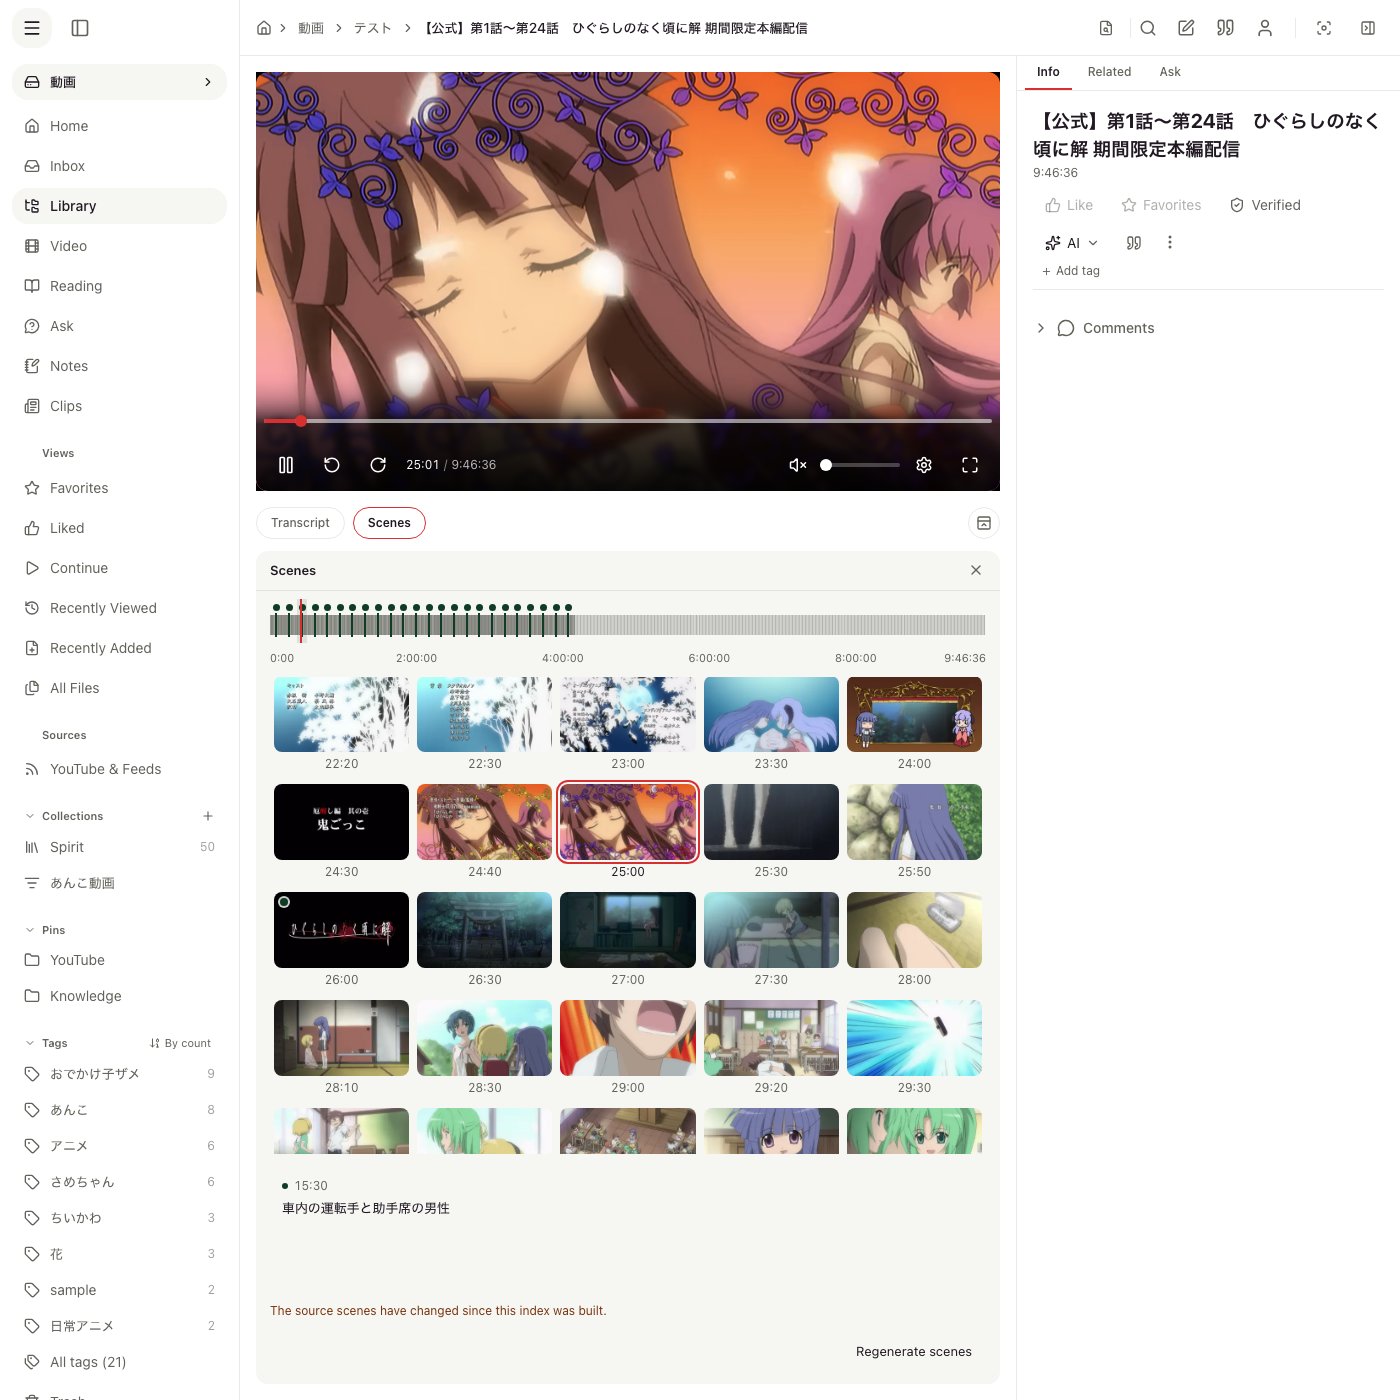 動画
テスト
【公式】第1話～第24話　ひぐらしのなく頃に解 期間限定本編配信
動画
Home
Inbox
Library
Video
Reading
Ask
Notes
Clips
Views
Favorites
Liked
Continue
Recently Viewed
Recently Added
All Files
Sources
YouTube & Feeds
Collections
Spirit 50
あんこ動画
Pins
YouTube
Knowledge
Tags By count
おでかけ子ザメ 9
あんこ 8
アニメ 6
さめちゃん 6
ちいかわ 3
花 3
sample 2
日常アニメ 2
All tags (21)
25:01 / 9:46:36
Transcript Scenes
Scenes
0:00 2:00:00 4:00:00 6:00:00 8:00:00 9:46:36
22:20 22:30 23:00 23:30 24:00
鬼ごっこ
24:30 24:40 25:00 25:30 25:50
ひぐらしのなく頃に解
26:00 26:30 27:00 27:30 28:00
28:10 28:30 29:00 29:20 29:30
15:30
車内の運転手と助手席の男性
The source scenes have changed since this index was built.
Regenerate scenes
Info Related Ask
【公式】第1話～第24話　ひぐらしのなく
頃に解 期間限定本編配信
9:46:36
Like Favorites Verified
AI
+ Add tag
Comments